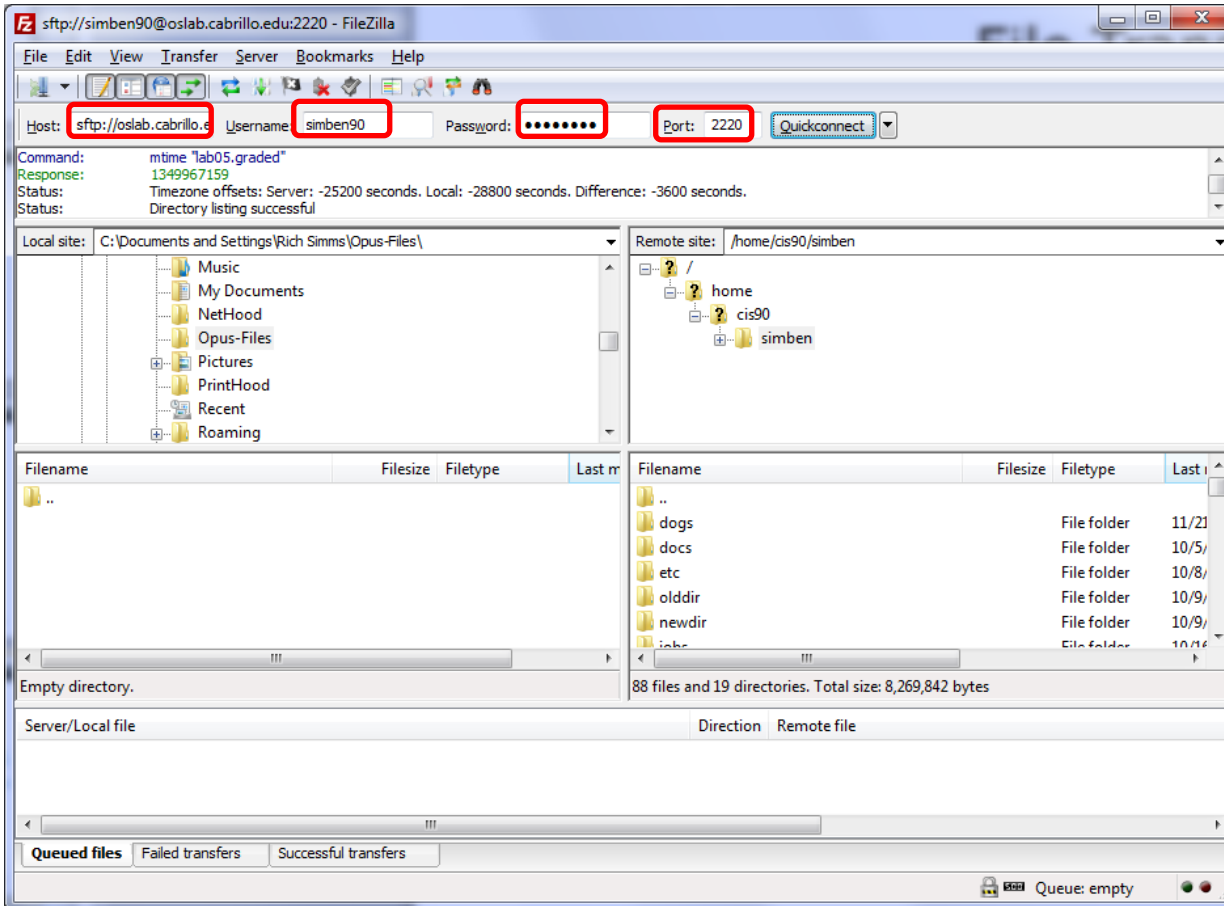 sftp://simben90@oslab.cabrillo.edu:2220 - FileZilla
File Edit View Transfer Server Bookmarks Help
Host: sftp://oslab.cabrillo.e Username: simben90 Password: ●●●●●●●● Port: 2220 Quickconnect
Command: mtime "lab05.graded"
Response: 1349967159
Status: Timezone offsets: Server: -25200 seconds. Local: -28800 seconds. Difference: -3600 seconds.
Status: Directory listing successful
Local site: C:\Documents and Settings\Rich Simms\Opus-Files\
Music
My Documents
NetHood
Opus-Files
Pictures
PrintHood
Recent
Roaming
Remote site: /home/cis90/simben
/
home
cis90
simben
Filename Filesize Filetype Last m
..
Empty directory.
Filename Filesize Filetype Last
..
dogs File folder 11/21
docs File folder 10/5/
etc File folder 10/8/
olddir File folder 10/9/
newdir File folder 10/9/
jobs File folder 10/16
88 files and 19 directories. Total size: 8,269,842 bytes
Server/Local file Direction Remote file
Queued files Failed transfers Successful transfers
Queue: empty